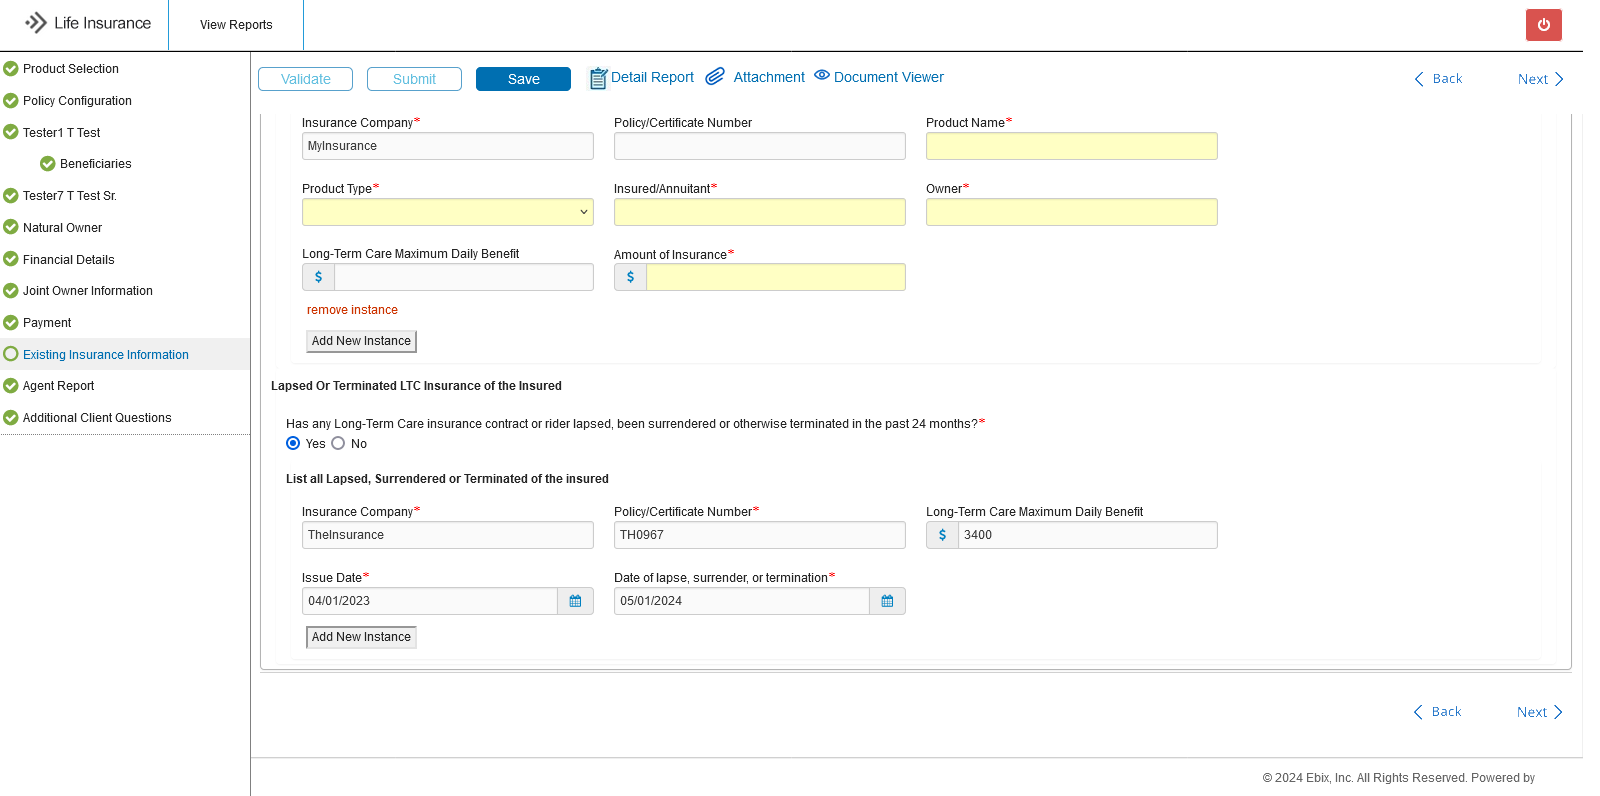 Life Insurance
View Reports
Product Selection
Policy Configuration
Tester1 T Test
Beneficiaries
Tester7 T Test Sr.
Natural Owner
Financial Details
Joint Owner Information
Payment
Existing Insurance Information
Agent Report
Additional Client Questions
Validate Submit Save Detail Report Attachment Document Viewer Back Next
Insurance Company* Policy/Certificate Number Product Name*
MyInsurance
Product Type* Insured/Annuitant* Owner*
Long-Term Care Maximum Daily Benefit Amount of Insurance*
$ $
remove instance
Add New Instance
Lapsed Or Terminated LTC Insurance of the Insured
Has any Long-Term Care insurance contract or rider lapsed, been surrendered or otherwise terminated in the past 24 months?*
Yes No
List all Lapsed, Surrendered or Terminated of the insured
Insurance Company* Policy/Certificate Number* Long-Term Care Maximum Daily Benefit
TheInsurance TH0967 $ 3400
Issue Date* Date of lapse, surrender, or termination*
04/01/2023 05/01/2024
Add New Instance
Back Next
© 2024 Ebix, Inc. All Rights Reserved. Powered by